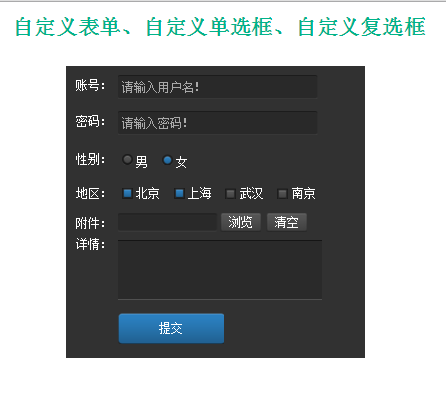 自定义表单、自定义单选框、自定义复选框
账号： 请输入用户名!
密码： 请输入密码!
性别： 男 女
地区： 北京 上海 武汉 南京
附件： 浏览 清空
详情：
提交